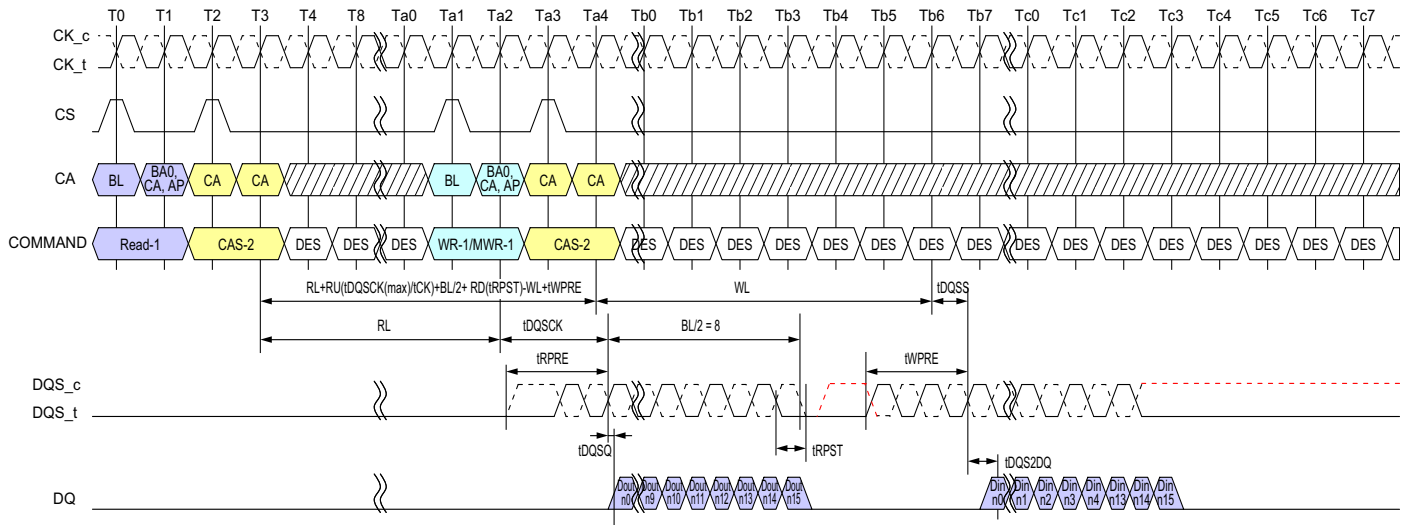 T0 T1 T2 T3 T4 T8 Ta0 Ta1 Ta2 Ta3 Ta4 Tb0 Tb1 Tb2 Tb3 Tb4 Tb5 Tb6 Tb7 Tc0 Tc1 Tc2 Tc3 Tc4 Tc5 Tc6 Tc7
CK_c
CK_t
CS
CA BL BA0, CA, AP CA CA BL BA0, CA, AP CA CA
COMMAND Read-1 CAS-2 DES DES DES WR-1/MWR-1 CAS-2 DES DES DES DES DES DES DES DES DES DES DES DES DES DES DES DES
RL+RU(tDQSCK(max)/tCK)+BL/2+ RD(tRPST)-WL+tWPRE WL tDQSS
RL tDQSCK BL/2 = 8
tRPRE tWPRE
DQS_c
DQS_t
tDQSQ tRPST
tDQS2DQ
DQ Dout n0 Dout n9 Dout n10 Dout n11 Dout n12 Dout n13 Dout n14 Dout n15 Din n0 Din n1 Din n2 Din n3 Din n4 Din n13 Din n14 Din n15